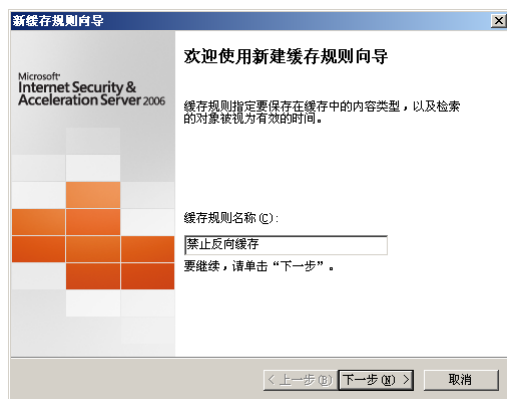 新缓存规则向导
欢迎使用新建缓存规则向导
Microsoft
Internet Security &
Acceleration Server 2006
缓存规则指定要保存在缓存中的内容类型，以及检索
的对象被视为有效的时间。
缓存规则名称(C):
禁止反向缓存
要继续，请单击“下一步”。
< 上一步(B) 下一步(N) > 取消